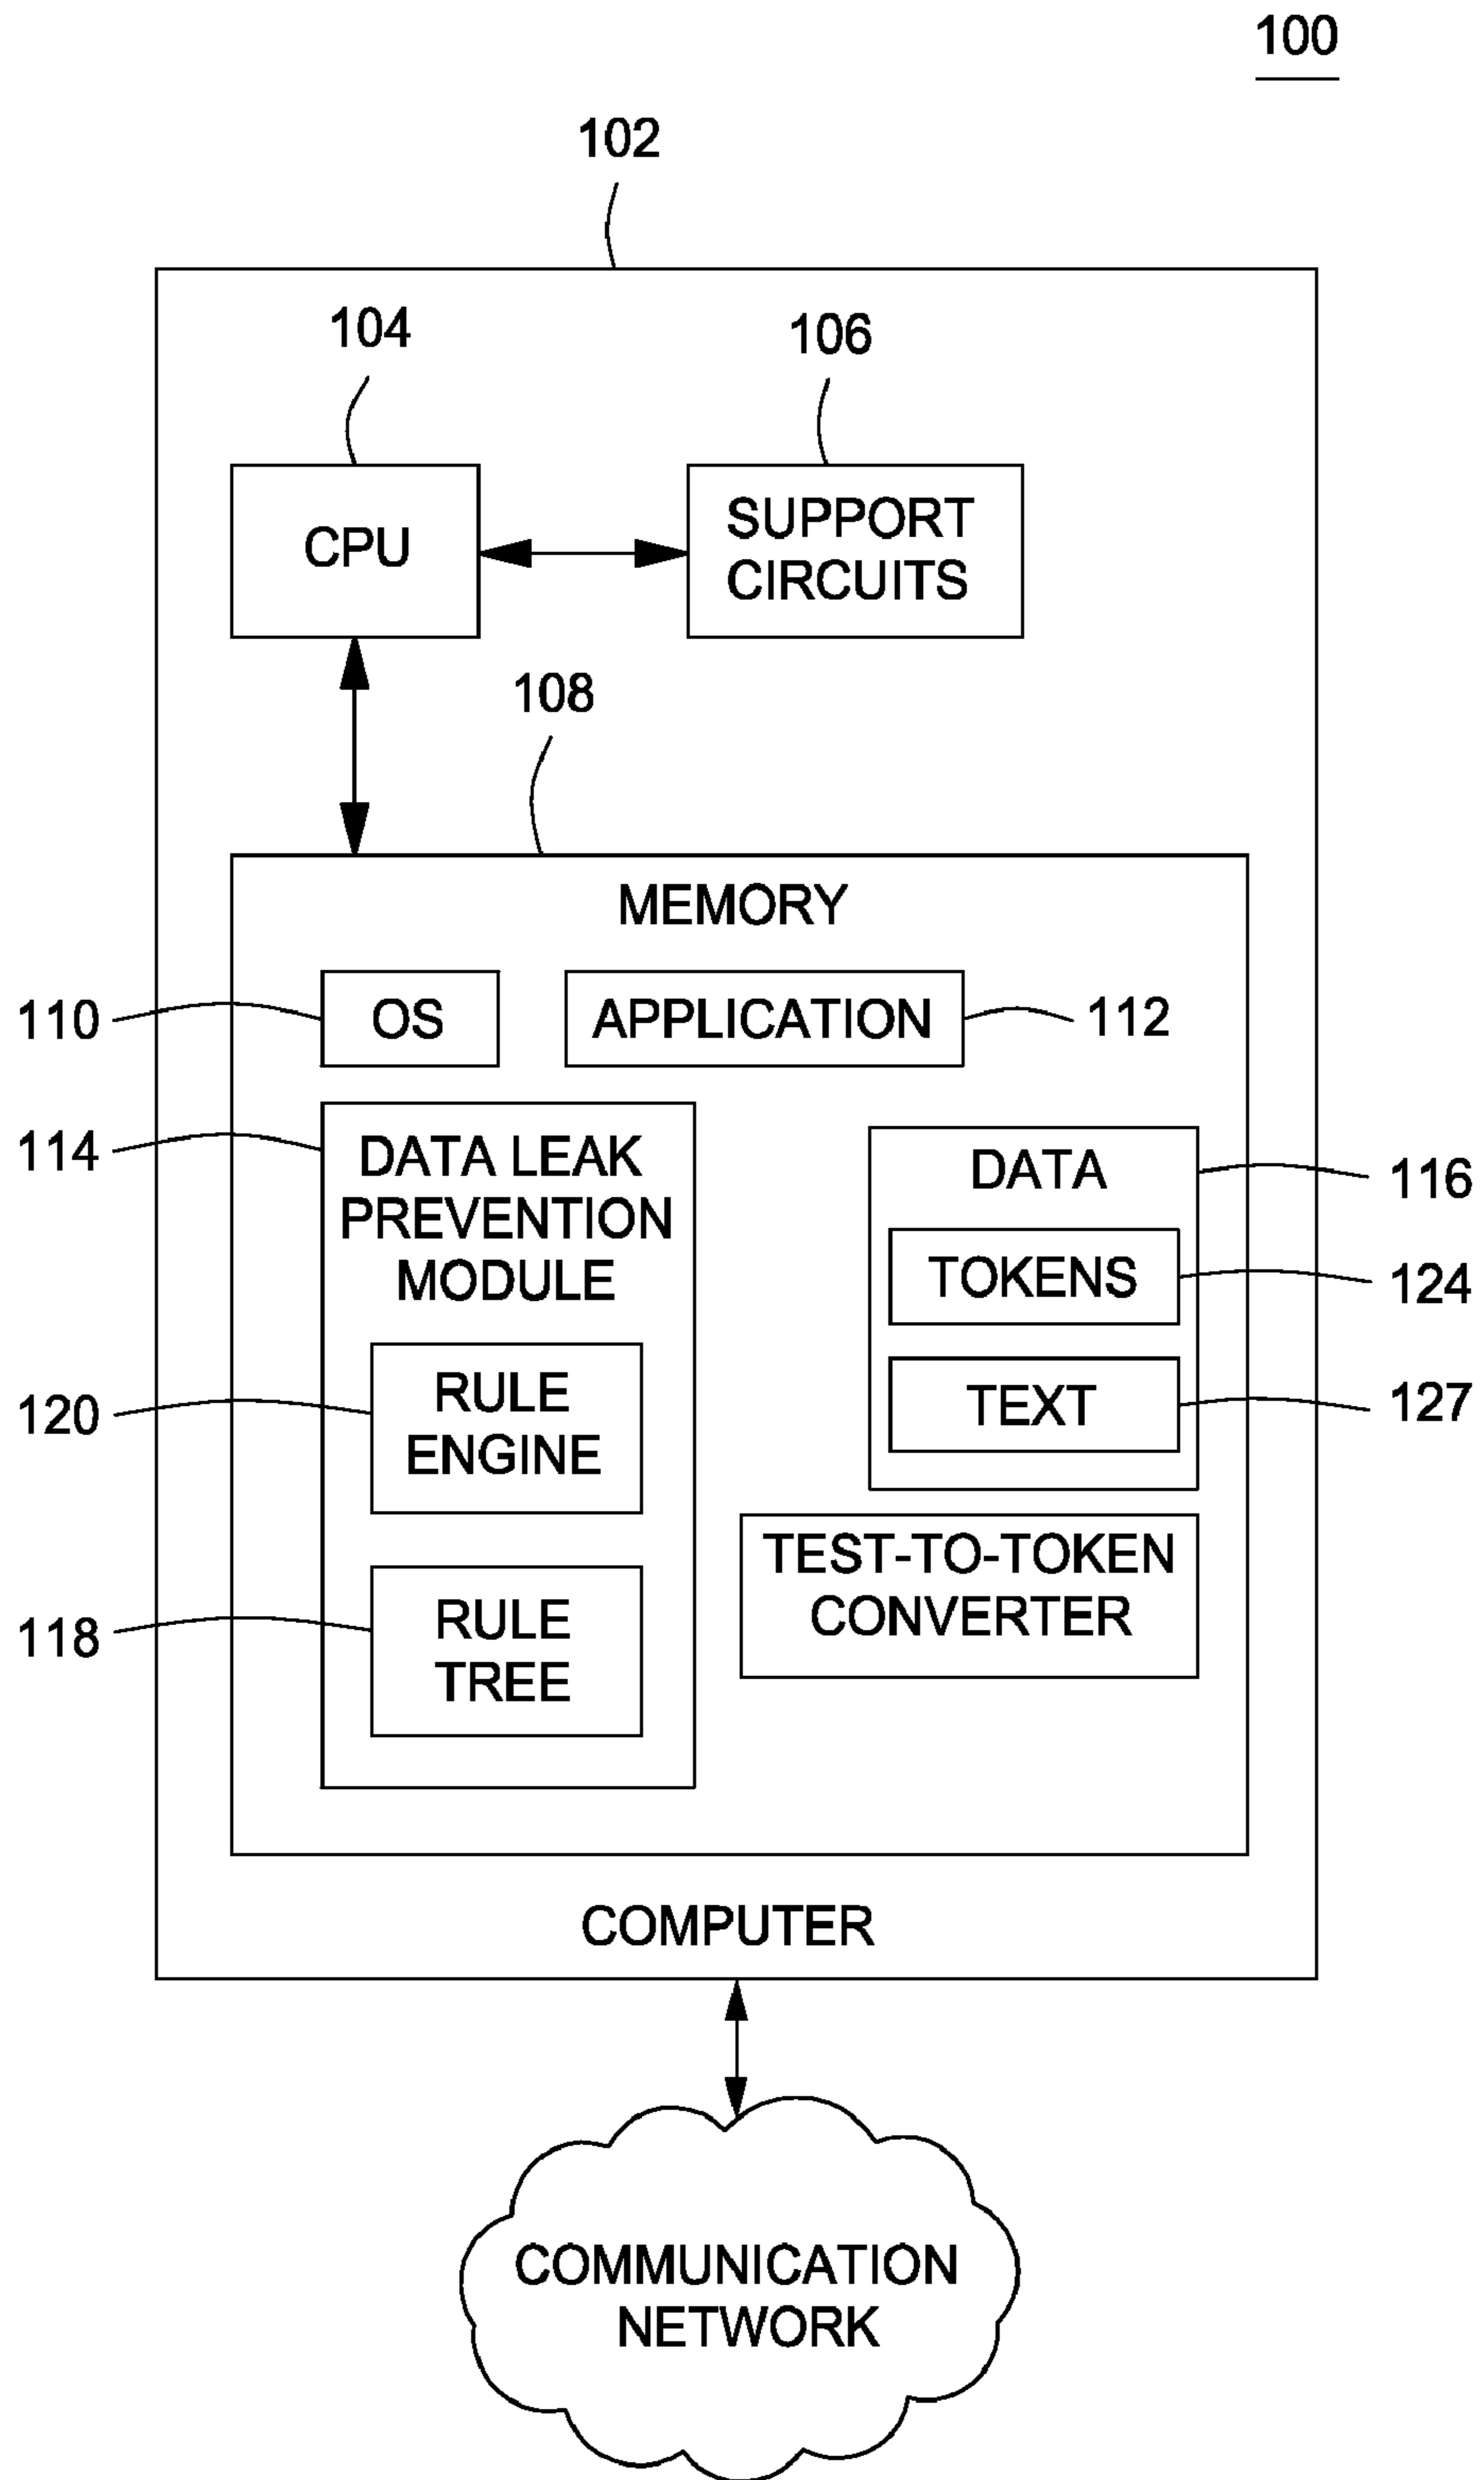 100
102
104
106
CPU
SUPPORT
CIRCUITS
108
MEMORY
110
OS
APPLICATION
112
114
DATA LEAK
PREVENTION
MODULE
DATA
116
TOKENS
124
TEXT
127
120
RULE
ENGINE
TEST-TO-TOKEN
CONVERTER
118
RULE
TREE
COMPUTER
COMMUNICATION
NETWORK